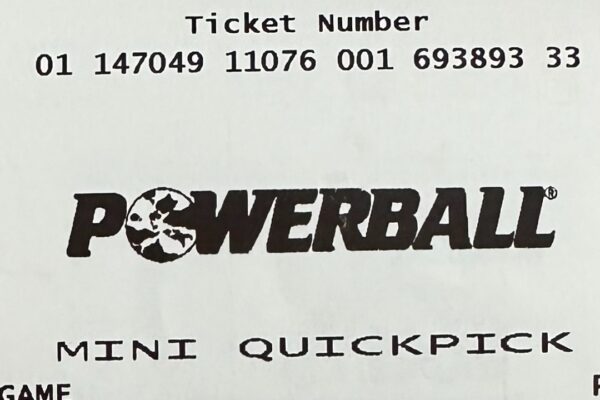 Ticket Number
01 147049 11076 001 693893 33
POWERBALL®
MINI QUICKPICK
GAME